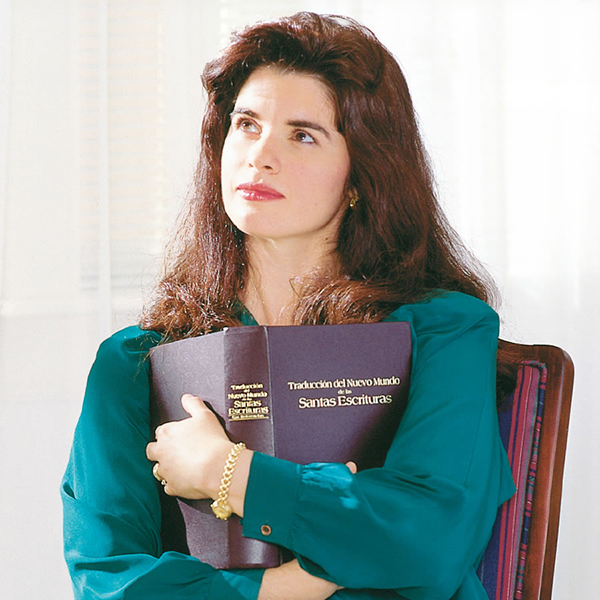 Traducción del Nuevo Mundo
de las
Santas Escrituras
Traducción del
Nuevo Mundo
de las
Santas
Escrituras